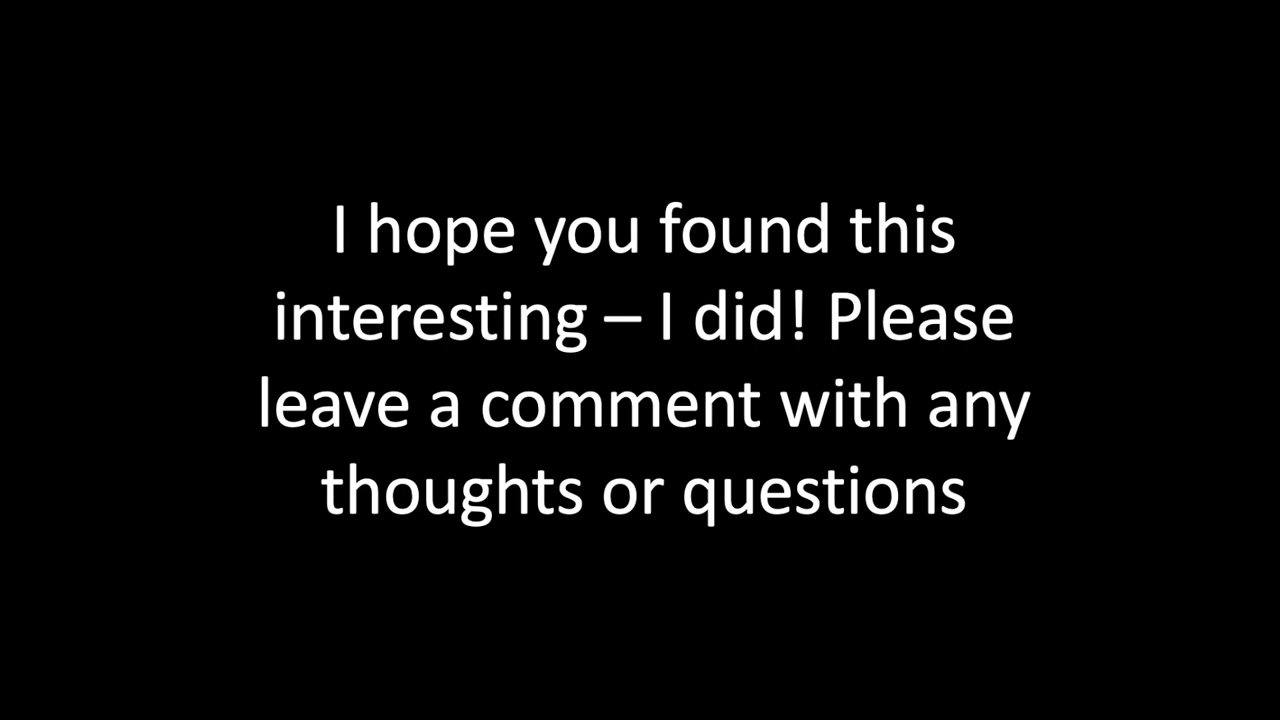 I hope you found this
interesting – I did! Please
leave a comment with any
thoughts or questions